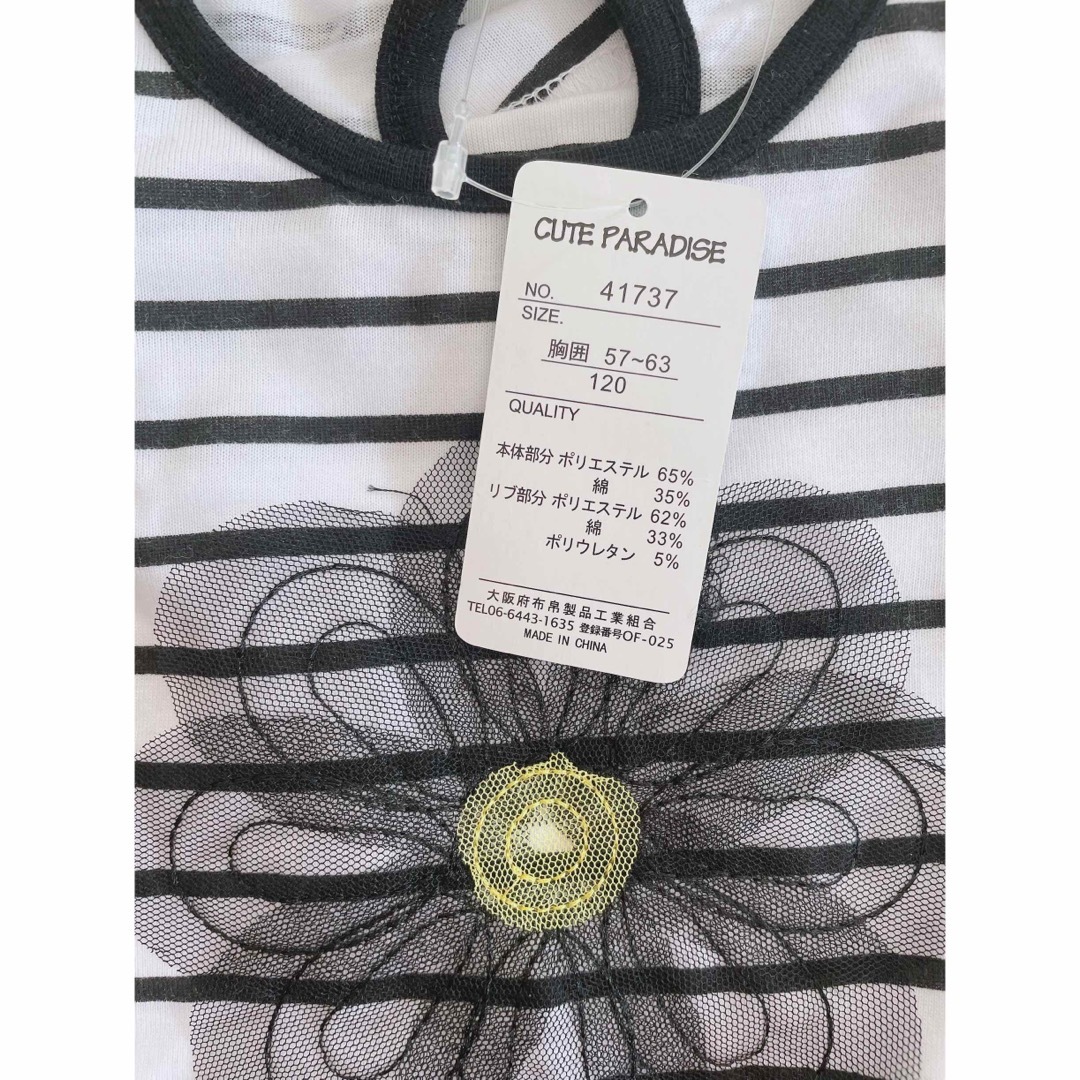 CUTE PARADISE
NO. 41737
SIZE.
胸囲 57~63
120
QUALITY
本体部分 ポリエステル 65%
綿 35%
リブ部分 ポリエステル 62%
綿 33%
ポリウレタン 5%
大阪府布帛製品工業組合
TEL06-6443-1635 登録番号OF-025
MADE IN CHINA